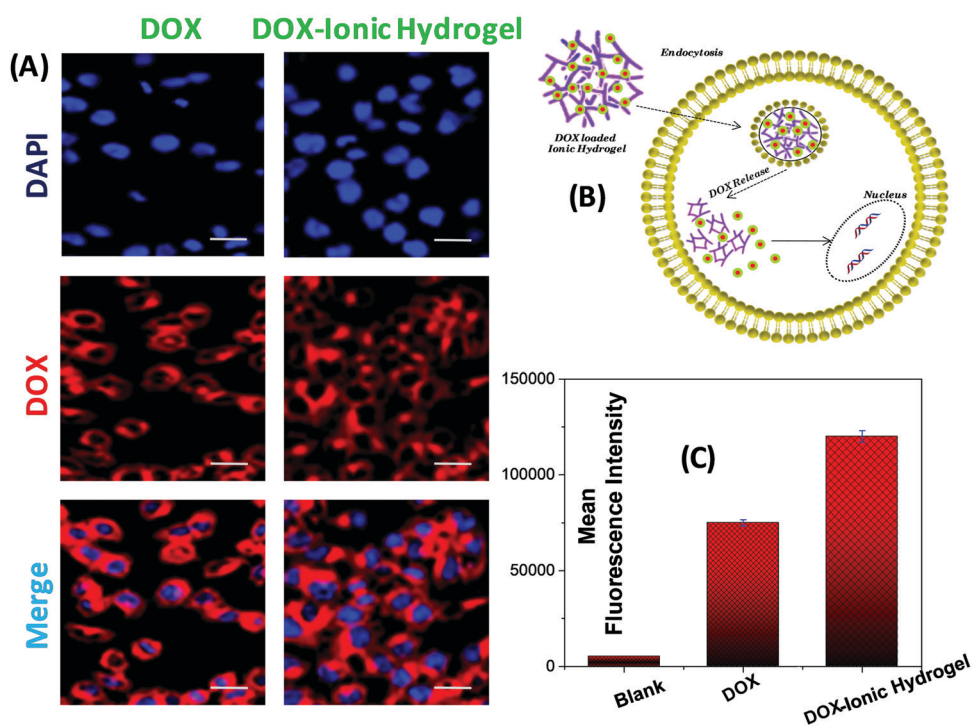 DOX
DOX-Ionic Hydrogel
(A)
DAPI
DOX
Merge
Endocytosis
DOX loaded
Ionic Hydrogel
DOX Release
(B)
Nucleus
150000
100000
50000
0
Mean
Fluorescence Intensity
(C)
Blank
DOX
DOX-Ionic Hydrogel